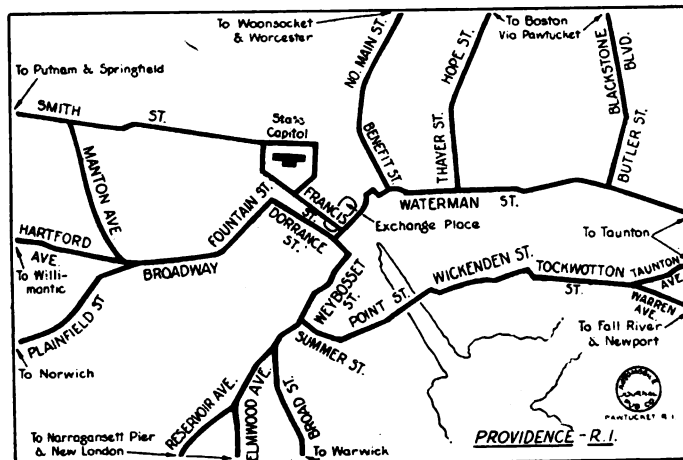 To Woonsocket
& Worcester
To Boston
Via Pawtucket
To Putnam & Springfield
NO. MAIN ST.
HOPE ST.
BLACKSTONE
BLVD.
SMITH ST.
State
Capitol
MANTON AVE.
BENEFIT ST.
THAYER ST.
BUTLER ST.
FOUNTAIN ST.
FRANCIS
ST.
WATERMAN ST.
Exchange Place
HARTFORD
AVE.
DORRANCE
ST.
To Taunton
To Willi-
mantic
BROADWAY
WICKENDEN ST.
TOCKWOTTON
ST.
TAUNTON
AVE.
WEYBOSSET
ST.
POINT ST.
WARREN
AVE.
PLAINFIELD ST
SUMMER ST.
To Fall River
& Newport
To Norwich
RESERVOIR AVE.
ELMWOOD AVE.
BROAD ST.
PAWTUCKET R.I.
To Narragansett Pier
& New London
To Warwick
PROVIDENCE - R.I.